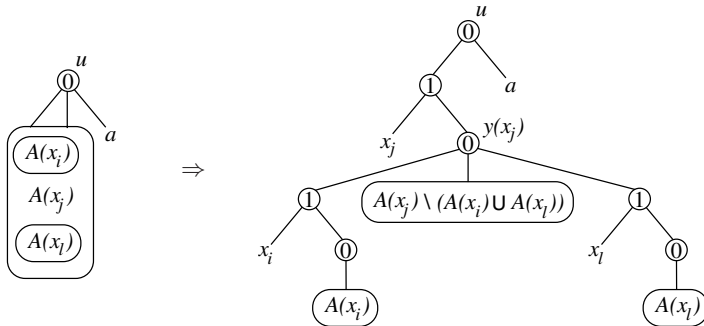 u
0
1
a
x_j
y(x_j)
0
u
0
a
A(x_i)
A(x_j)
A(x_l)
⇒
1
A(x_j) \ (A(x_i) ∪ A(x_l))
1
x_i
0
x_l
0
A(x_i)
A(x_l)